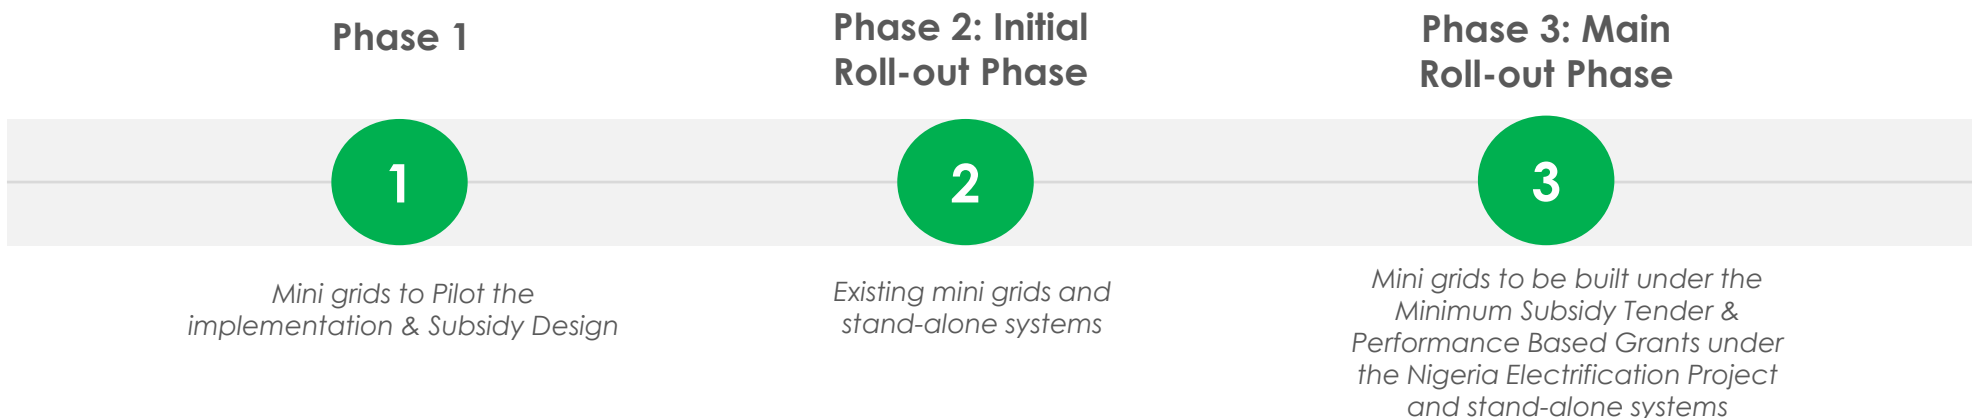 Phase 1
1
Mini grids to Pilot the
implementation & Subsidy Design
Phase 2: Initial
Roll-out Phase
2
Existing mini grids and
stand-alone systems
Phase 3: Main
Roll-out Phase
3
Mini grids to be built under the
Minimum Subsidy Tender &
Performance Based Grants under
the Nigeria Electrification Project
and stand-alone systems